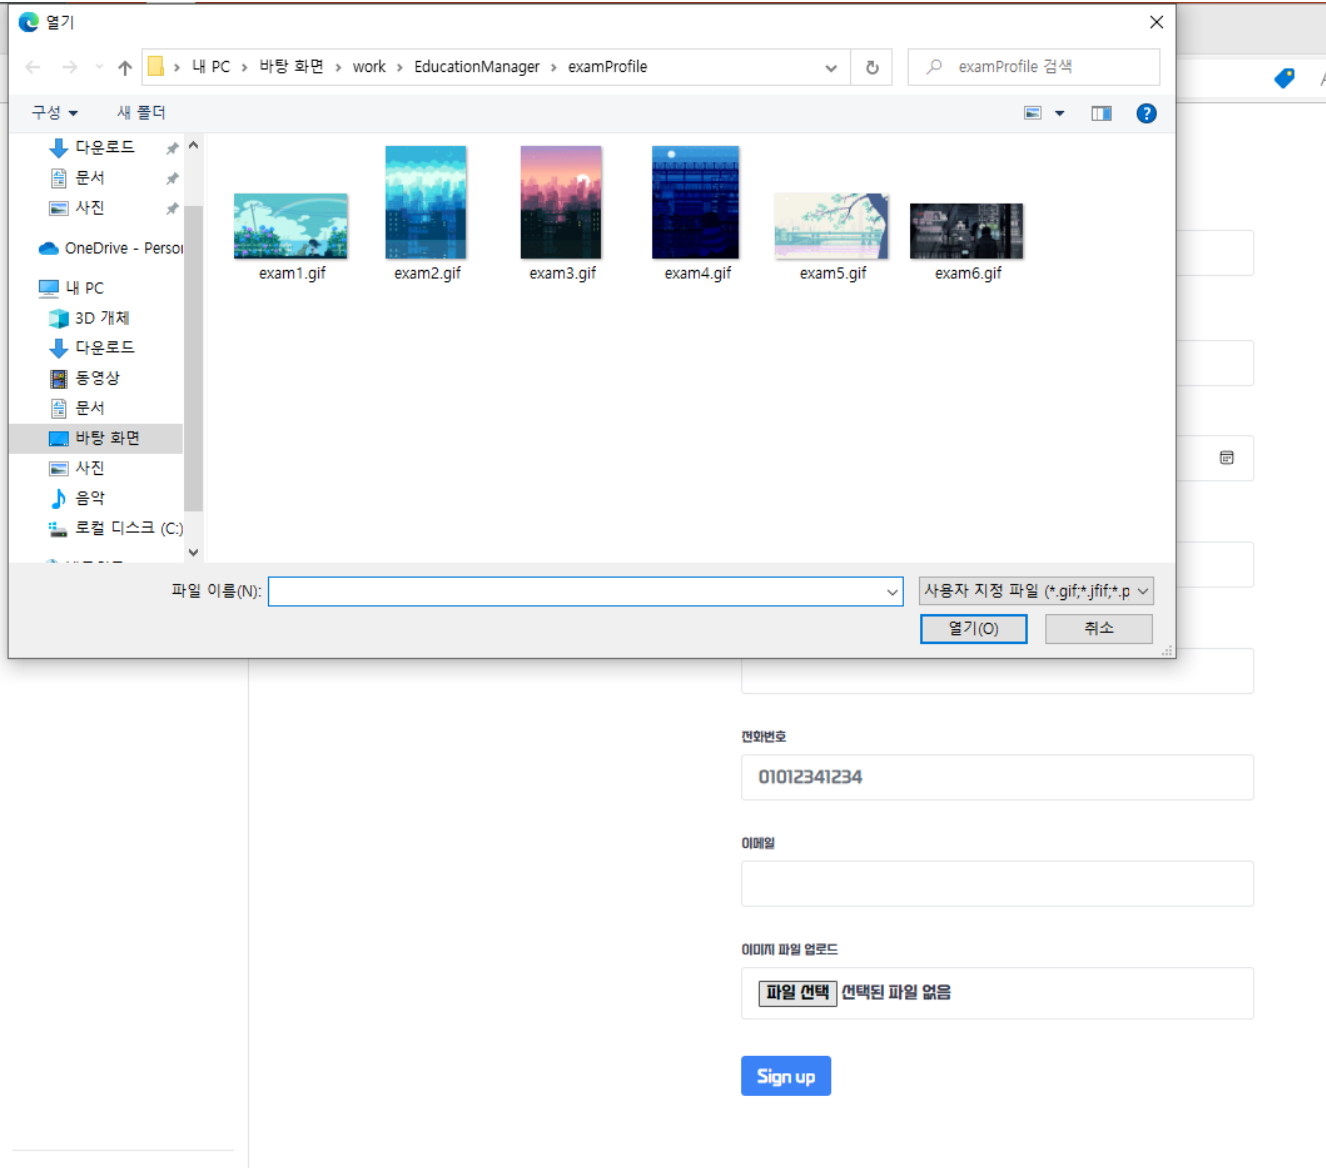 열기
내 PC > 바탕 화면 > work > EducationManager > examProfile
examProfile 검색
구성
새 폴더
다운로드
문서
사진
OneDrive - Person
내 PC
3D 개체
다운로드
동영상
문서
바탕 화면
사진
음악
로컬 디스크 (C:)
exam1.gif
exam2.gif
exam3.gif
exam4.gif
exam5.gif
exam6.gif
파일 이름(N):
사용자 지정 파일 (*.gif;*.jfif;*.p
열기(O)
취소
전화번호
01012341234
이메일
이미지 파일 업로드
파일 선택 선택된 파일 없음
Sign up